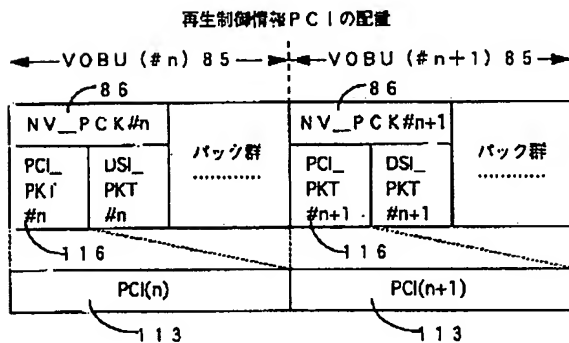 再生制御情報PCIの配置
VOBU (#n) 85
VOBU (#n+1) 85
86
86
NV_PCK#n
NV_PCK#n+1
PCI_
PKT
#n
DSI_
PKT
#n
パック群
............
PCI_
PKT
#n+1
DSI_
PKT
#n+1
パック群
............
116
116
PCI(n)
PCI(n+1)
113
113